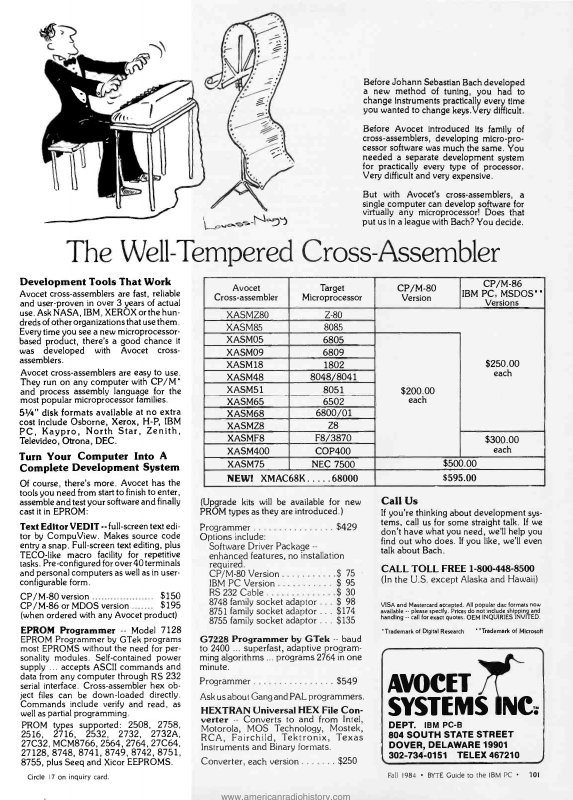 Before Johann Sebastian Bach developed
a new method of tuning, you had to
change instruments practically every time
you wanted to change keys. Very difficult.
Before Avocet introduced its family of
cross-assemblers, developing micro-pro-
cessor software was much the same. You
needed a separate development system
for practically every type of processor.
Very difficult and very expensive.
But with Avocet's cross-assemblers, a
single computer can develop software for
virtually any microprocessor! Does that
put us in a league with Bach? You decide.
Lovass-Nagy
The Well-Tempered Cross-Assembler
Development Tools That Work
Avocet cross-assemblers are fast, reliable
and user-proven in over 3 years of actual
use. Ask NASA, IBM, XEROX or the hun-
dreds of other organizations that use them.
Every time you see a new microprocessor-
based product, there's a good chance it
was developed with Avocet cross-
assemblers.
Avocet cross-assemblers are easy to use.
They run on any computer with CP/M*
and process assembly language for the
most popular microprocessor families.
5¼" disk formats available at no extra
cost include Osborne, Xerox, H-P, IBM
PC, Kaypro, North Star, Zenith,
Televideo, Otrona, DEC.
Turn Your Computer Into A
Complete Development System
Of course, there's more. Avocet has the
tools you need from start to finish to enter,
assemble and test your software and finally
cast it in EPROM:
Text Editor VEDIT -- full-screen text edi-
tor by CompuView. Makes source code
entry a snap. Full-screen text editing, plus
TECO-like macro facility for repetitive
tasks. Pre-configured for over 40 terminals
and personal computers as well as in user-
configurable form.
CP/M-80 version .................... $150
CP/M-86 or MDOS version ....... $195
(when ordered with any Avocet product)
EPROM Programmer -- Model 7128
EPROM Programmer by GTek programs
most EPROMS without the need for per-
sonality modules. Self-contained power
supply ... accepts ASCII commands and
data from any computer through RS 232
serial interface. Cross-assembler hex ob-
ject files can be down-loaded directly.
Commands include verify and read, as
well as partial programming.
PROM types supported: 2508, 2758,
2516, 2716, 2532, 2732, 2732A,
27C32, MCM8766, 2564, 2764, 27C64,
27128, 8748, 8741, 8749, 8742, 8751,
8755, plus Seeq and Xicor EEPROMS.
Avocet Cross-assembler Target Microprocessor CP/M-80 Version CP/M-86 IBM PC, MSDOS** Versions
XASMZ80 Z-80
XASM85 8085
XASM05 6805
XASM09 6809
XASM18 1802
XASM48 8048/8041
XASM51 8051
XASM65 6502
XASM68 6800/01
XASMZ8 Z8
XASMF8 F8/3870
XASM400 COP400
$200.00
each
$250.00
each
$300.00
each
XASM75 NEC 7500 $500.00
NEW! XMAC68K.....68000 $595.00
(Upgrade kits will be available for new
PROM types as they are introduced.)
Programmer ................ $429
Options include:
Software Driver Package --
enhanced features, no installation
required.
CP/M-80 Version ........... $ 75
IBM PC Version ............ $ 95
RS 232 Cable .............. $ 30
8748 family socket adaptor ... $ 98
8751 family socket adaptor .... $174
8755 family socket adaptor .... $135
G7228 Programmer by GTek -- baud
to 2400 ... superfast, adaptive program-
ming algorithms ... programs 2764 in one
minute.
Programmer ................ $549
Ask us about Gang and PAL programmers.
HEXTRAN Universal HEX File Con-
verter -- Converts to and from Intel,
Motorola, MOS Technology, Mostek,
RCA, Fairchild, Tektronix, Texas
Instruments and Binary formats.
Converter, each version ....... $250
Call Us
If you're thinking about development sys-
tems, call us for some straight talk. If we
don't have what you need, we'll help you
find out who does. If you like, we'll even
talk about Bach.
CALL TOLL FREE 1-800-448-8500
(In the U.S. except Alaska and Hawaii)
VISA and Mastercard accepted. All popular disc formats now
available -- please specify. Prices do not include shipping and
handling -- call for exact quotes. OEM INQUIRIES INVITED.
*Trademark of Digital Research **Trademark of Microsoft
AVOCET
SYSTEMS INC.™
DEPT. IBM PC-B
804 SOUTH STATE STREET
DOVER, DELAWARE 19901
302-734-0151 TELEX 467210
Circle 17 on inquiry card.
Fall 1984 • BYTE Guide to the IBM PC • 101
www.americanradiohistory.com